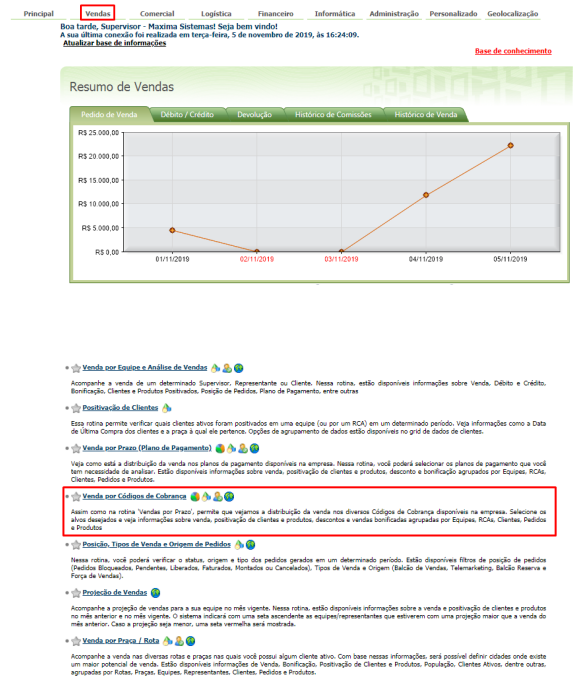 Principal Vendas Comercial Logística Financeiro Informática Administração Personalizado Geolocalização
Boa tarde, Supervisor - Maxima Sistemas! Seja bem vindo!
A sua última conexão foi realizada em terça-feira, 5 de novembro de 2019, às 16:24:09.
Atualizar base de informações
Base de conhecimento
Resumo de Vendas
Pedido de Venda Débito / Crédito Devolução Histórico de Comissões Histórico de Venda
R$ 25.000,00
R$ 20.000,00
R$ 15.000,00
R$ 10.000,00
R$ 5.000,00
R$ 0,00
01/11/2019 02/11/2019 03/11/2019 04/11/2019 05/11/2019
Venda por Equipe e Análise de Vendas
Acompanhe a venda de um determinado Supervisor, Representante ou Cliente. Nessa rotina, estão disponíveis informações sobre Venda, Débito e Crédito,
Bonificação, Clientes e Produtos Positivados, Posição de Pedidos, Plano de Pagamento, entre outras
Positivação de Clientes
Essa rotina permite verificar quais clientes ativos foram positivados em uma equipe (ou por um RCA) em um determinado período. Veja informações como a Data
de Última Compra dos clientes e a praça à qual ele pertence. Opções de agrupamento de dados estão disponíveis no grid de dados de clientes.
Venda por Prazo (Plano de Pagamento)
Veja como está a distribuição da venda nos planos de pagamento disponíveis na empresa. Nessa rotina, você poderá selecionar os planos de pagamento que você
tem necessidade de analisar. Estão disponíveis informações sobre venda, positivação de clientes e produtos, desconto e bonificação agrupados por Equipes, RCAs,
Clientes, Pedidos e Produtos.
Venda por Códigos de Cobrança
Assim como na rotina 'Vendas por Prazo', permite que vejamos a distribuição da venda nos diversos Códigos de Cobrança disponíveis na empresa. Selecione os
alvos desejados e veja informações sobre venda, positivação de clientes e produtos, descontos e vendas bonificadas agrupadas por Equipes, RCAs, Clientes, Pedidos
e Produtos
Posição, Tipos de Venda e Origem de Pedidos
Nessa rotina, você poderá verificar o status, origem e tipo dos pedidos gerados em um determinado período. Estão disponíveis filtros de posição de pedidos
(Pedidos Bloqueados, Pendentes, Liberados, Faturados, Montados ou Cancelados), Tipos de Venda e Origem (Balcão de Vendas, Telemarketing, Balcão Reserva e
Força de Vendas).
Projeção de Vendas
Acompanhe a projeção de vendas para a sua equipe no mês vigente. Nessa rotina, estão disponíveis informações sobre a venda e positivação de clientes e produtos
no mês anterior e no mês vigente. O sistema indicará com uma seta ascendente as equipes/representantes que estiverem com uma projeção maior que a venda do
mês anterior. Caso a projeção seja menor, uma seta vermelha será mostrada.
Venda por Praça / Rota
Acompanhe a venda nas diversas rotas e praças nas quais você possui algum cliente ativo. Com base nessas informações, será possível definir cidades onde existe
um maior potencial de venda. Estão disponíveis informações de Venda, Bonificação, Positivação de Clientes e Produtos, População, Clientes Ativos, dentre outras,
agrupadas por Rotas, Praças, Equipes, Representantes, Clientes, Pedidos e Produtos.